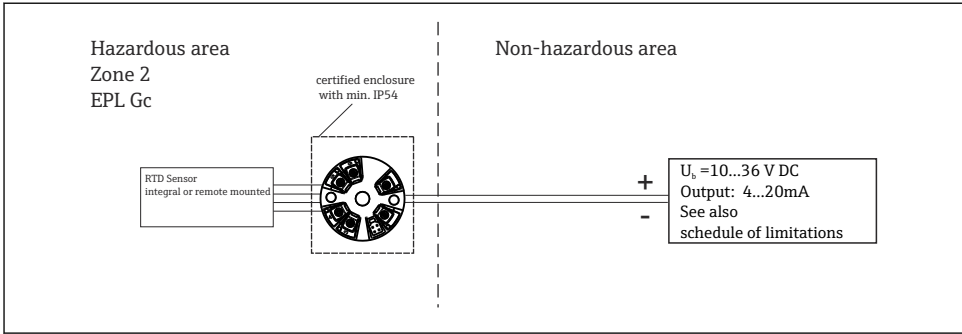 Hazardous area
Zone 2
EPL Gc
Non-hazardous area
certified enclosure
with min. IP54
RTD Sensor
integral or remote mounted
+
-
U_b =10...36 V DC
Output: 4...20mA
See also
schedule of limitations